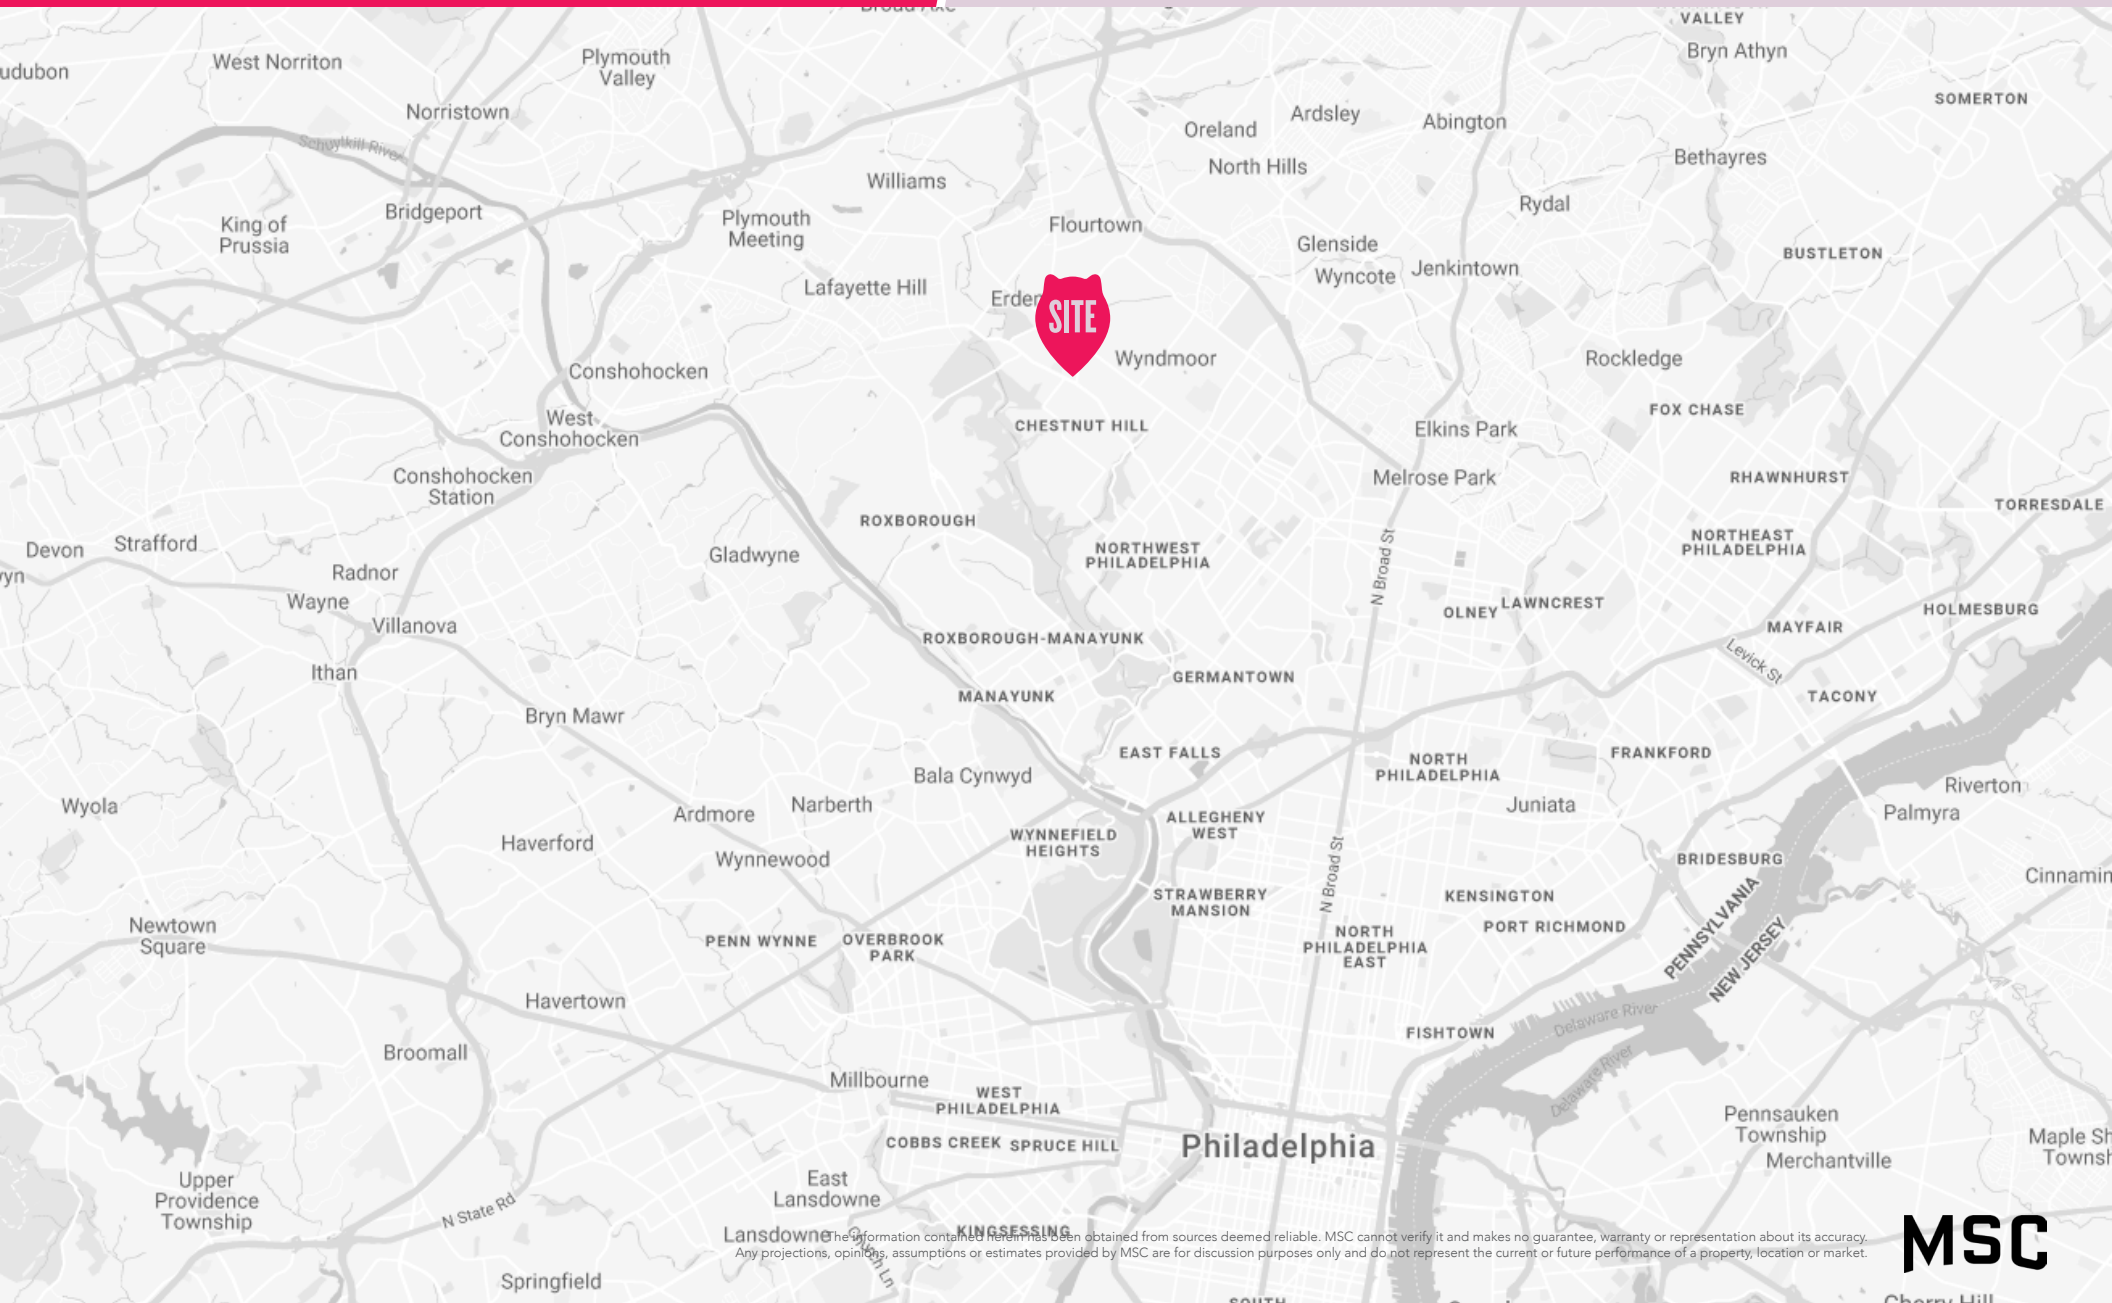 VALLEY
Bryn Athyn
West Norriton
Plymouth
Valley
Norristown
SOMERTON
Ardsley
Abington
Oreland
North Hills
Schuylkill River
Bethayres
Williams
Bridgeport
Rydal
King of
Prussia
Plymouth
Meeting
Flourtown
Glenside
Wyncote
Jenkintown
BUSTLETON
Lafayette Hill
SITE
Wyndmoor
Rockledge
Conshohocken
West
Conshohocken
CHESTNUT HILL
Elkins Park
FOX CHASE
Conshohocken
Station
Melrose Park
RHAWNHURST
TORRESDALE
ROXBOROUGH
Devon
Strafford
Gladwyne
NORTHWEST
PHILADELPHIA
N Broad St
NORTHEAST
PHILADELPHIA
Radnor
Wayne
Villanova
OLNEY
LAWNCREST
HOLMESBURG
MAYFAIR
ROXBOROUGH-MANAYUNK
Levick St
Ithan
GERMANTOWN
MANAYUNK
TACONY
Bryn Mawr
EAST FALLS
NORTH
PHILADELPHIA
FRANKFORD
Bala Cynwyd
Riverton
Wyola
Ardmore
Narberth
Juniata
Palmyra
ALLEGHENY
WEST
Haverford
Wynnewood
WYNNEFIELD
HEIGHTS
N Broad St
BRIDESBURG
STRAWBERRY
MANSION
KENSINGTON
PENNSYLVANIA
NEW JERSEY
Newtown
Square
PENN WYNNE
OVERBROOK
PARK
NORTH
PHILADELPHIA
EAST
PORT RICHMOND
Havertown
Delaware River
FISHTOWN
Broomall
Millbourne
WEST
PHILADELPHIA
Delaware River
Pennsauken
Township
COBBS CREEK
SPRUCE HILL
Philadelphia
Merchantville
Upper
Providence
Township
East
Lansdowne
N State Rd
Lansdowne
KINGSESSING
Church Ln
The information contained herein has been obtained from sources deemed reliable. MSC cannot verify it and makes no guarantee, warranty or representation about its accuracy.
Any projections, opinions, assumptions or estimates provided by MSC are for discussion purposes only and do not represent the current or future performance of a property, location or market.
MSC
Springfield